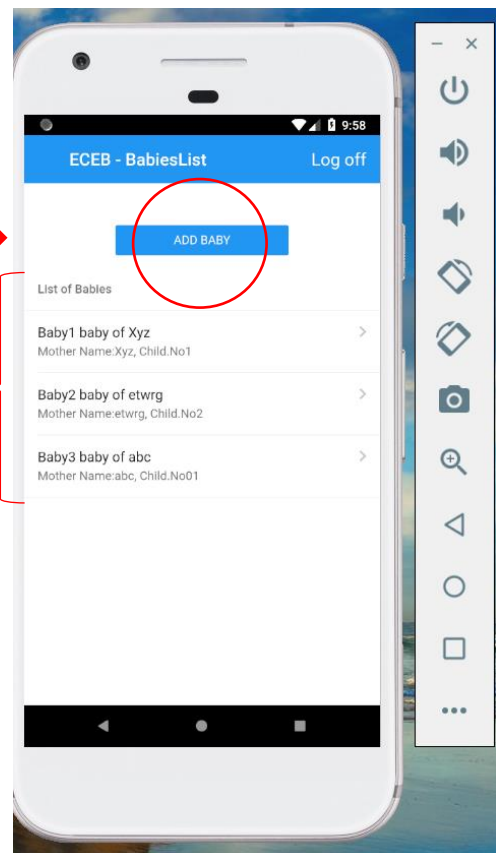 9:58
ECEB - BabiesList Log off
ADD BABY
List of Babies
Baby1 baby of Xyz
Mother Name:Xyz, Child.No1
Baby2 baby of etwrg
Mother Name:etwrg, Child.No2
Baby3 baby of abc
Mother Name:abc, Child.No01